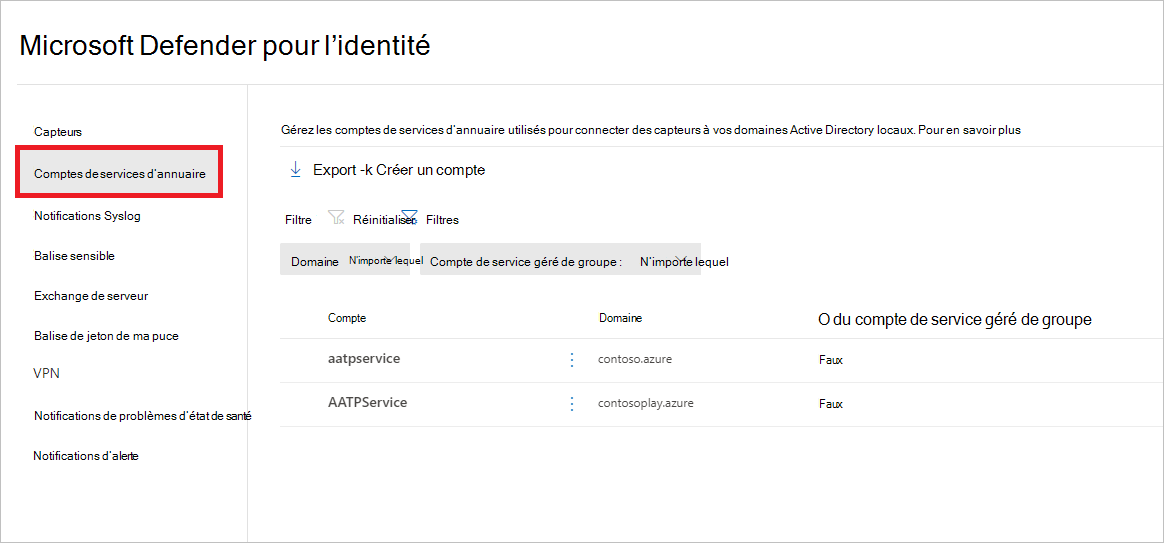 Microsoft Defender pour l'identité
Capteurs
Comptes de services d'annuaire
Notifications Syslog
Balise sensible
Exchange de serveur
Balise de jeton de ma puce
VPN
Notifications de problèmes d'état de santé
Notifications d'alerte
Gérez les comptes de services d'annuaire utilisés pour connecter des capteurs à vos domaines Active Directory locaux. Pour en savoir plus
Export -k Créer un compte
Filtre Réinitialiser Filtres
Domaine N'importe lequel Compte de service géré de groupe : N'importe lequel
Compte Domaine O du compte de service géré de groupe
aatpservice contoso.azure Faux
AATPService contosoplay.azure Faux